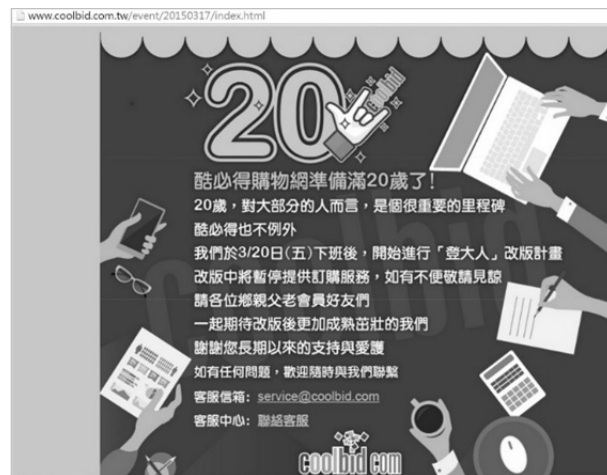 www.coolbid.com.tw/event/20150317/index.html
20
coolbid
酷必得購物網準備滿20歲了!
20歲，對大部分的人而言，是個很重要的里程碑
酷必得也不例外
我們於3/20日(五)下班後，開始進行「登大人」改版計畫
改版中將暫停提供訂購服務，如有不便敬請見諒
請各位鄉親父老會員好友們
一起期待改版後更加成熟茁壯的我們
謝謝您長期以來的支持與愛護
如有任何問題，歡迎隨時與我們聯繫
客服信箱：service@coolbid.com
客服中心：聯絡客服
coolbid com